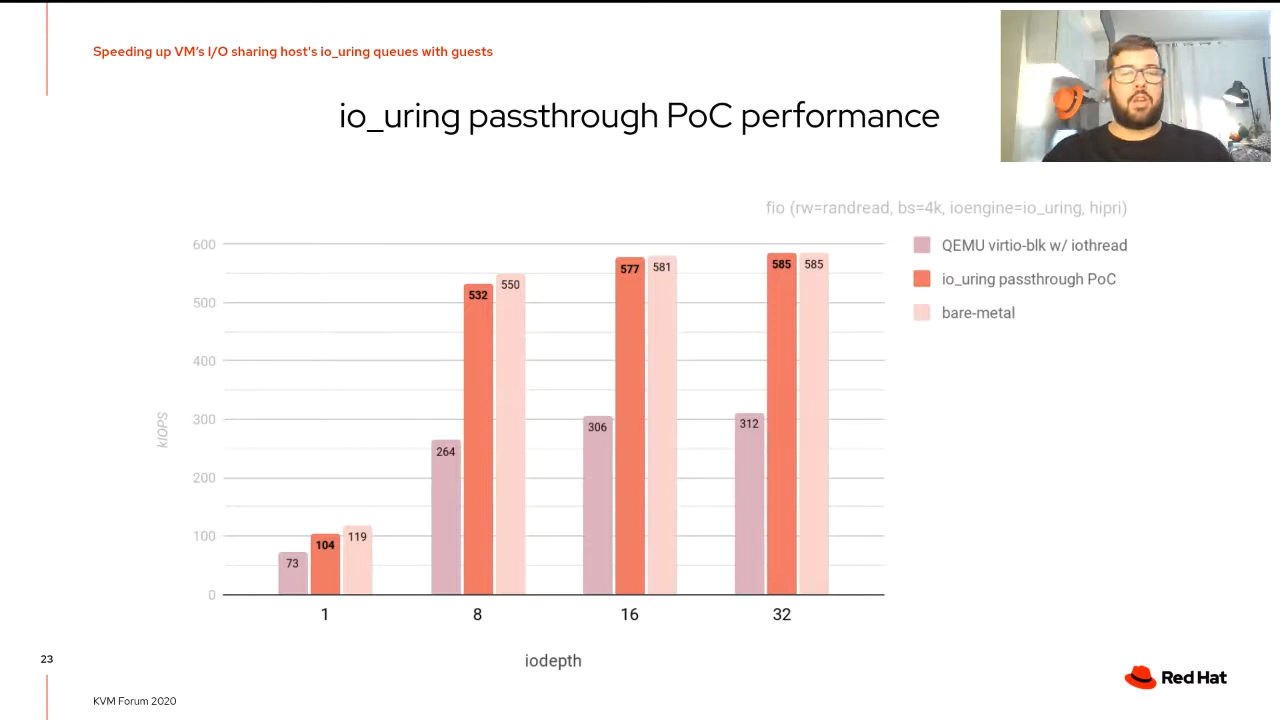 Speeding up VM's I/O sharing host's io_uring queues with guests
io_uring passthrough PoC performance
fio (rw=randread, bs=4k, ioengine=io_uring, hipri)
QEMU virtio-blk w/ iothread
io_uring passthrough PoC
bare-metal
kIOPS
600
500
400
300
200
100
0
73
104
119
264
532
550
306
577
581
312
585
585
1 8 16 32
iodepth
23
KVM Forum 2020
Red Hat